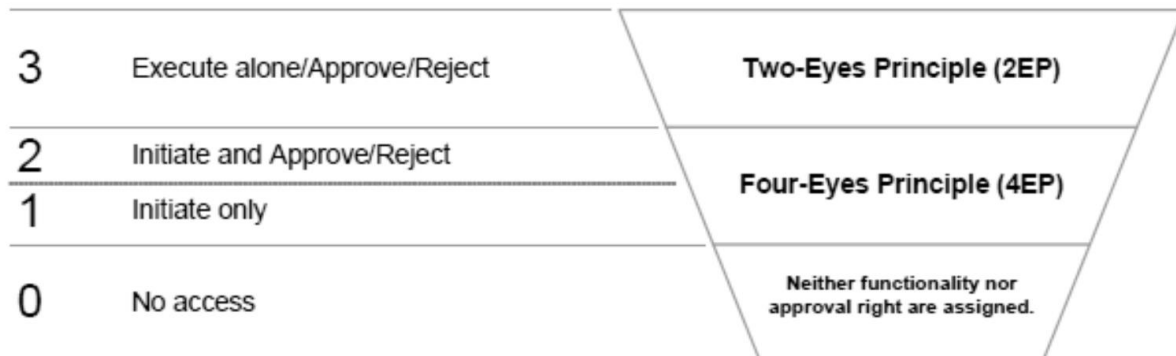 3 Execute alone/Approve/Reject Two-Eyes Principle (2EP)
2 Initiate and Approve/Reject
Four-Eyes Principle (4EP)
1 Initiate only
0 No access
Neither functionality nor
approval right are assigned.